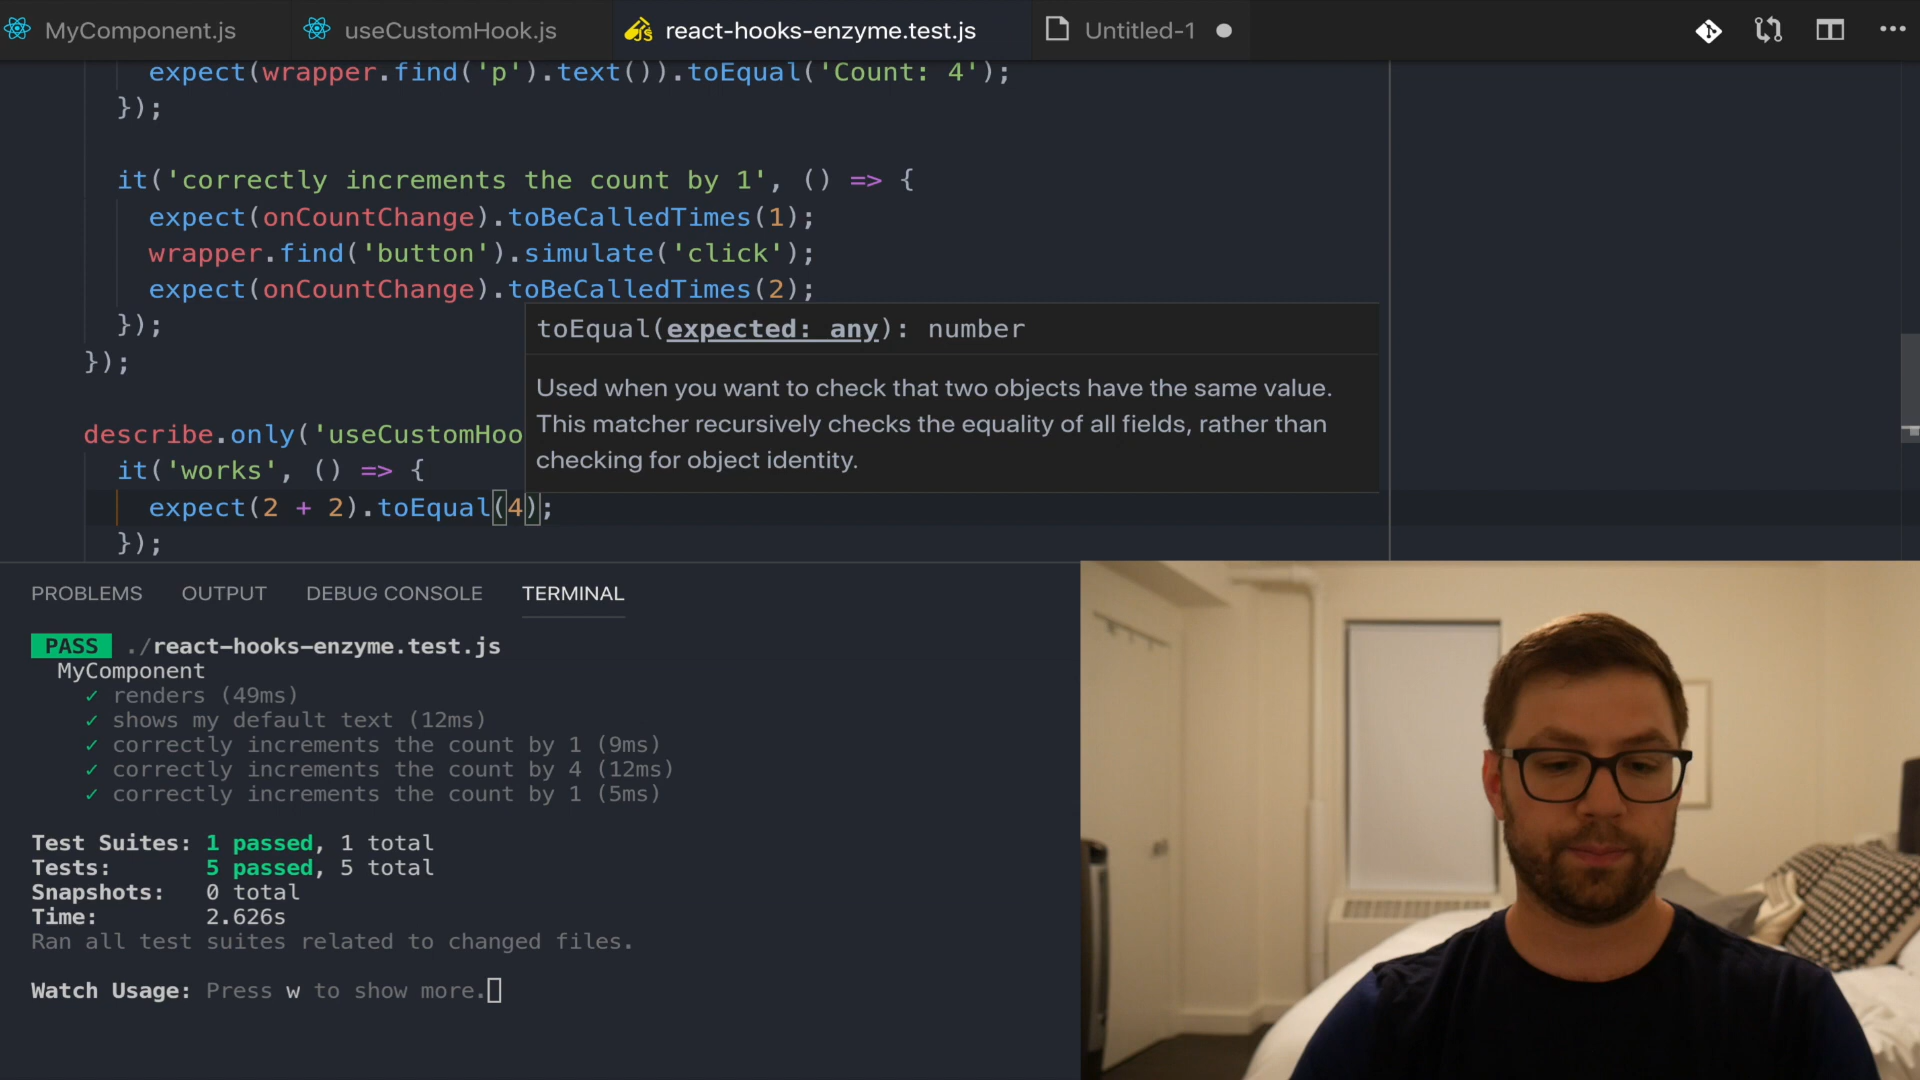 MyComponent.js
useCustomHook.js
react-hooks-enzyme.test.js
Untitled-1
expect(wrapper.find('p').text()).toEqual('Count: 4');
});
it('correctly increments the count by 1', () => {
expect(onCountChange).toBeCalledTimes(1);
wrapper.find('button').simulate('click');
expect(onCountChange).toBeCalledTimes(2);
});
});
toEqual(expected: any): number
Used when you want to check that two objects have the same value.
This matcher recursively checks the equality of all fields, rather than
checking for object identity.
describe.only('useCustomHoo
it('works', () => {
expect(2 + 2).toEqual(4);
});
PROBLEMS OUTPUT DEBUG CONSOLE TERMINAL
PASS ./react-hooks-enzyme.test.js
MyComponent
✓ renders (49ms)
✓ shows my default text (12ms)
✓ correctly increments the count by 1 (9ms)
✓ correctly increments the count by 4 (12ms)
✓ correctly increments the count by 1 (5ms)
Test Suites: 1 passed, 1 total
Tests: 5 passed, 5 total
Snapshots: 0 total
Time: 2.626s
Ran all test suites related to changed files.
Watch Usage: Press w to show more.